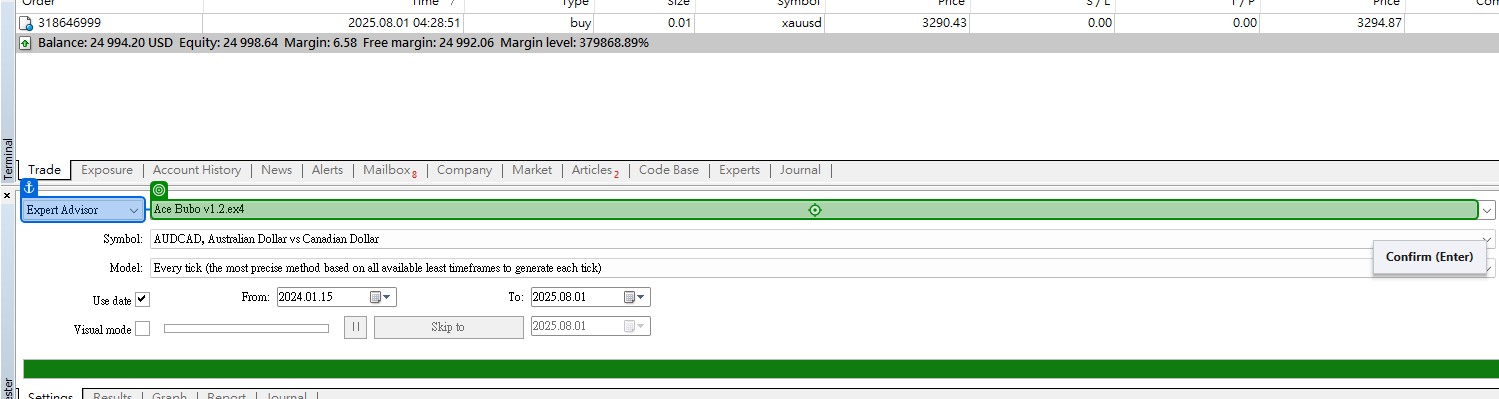 Order Time / Type Size Symbol Price S / L T / P Price Com
318646999 2025.08.01 04:28:51 buy 0.01 xauusd 3290.43 0.00 0.00 3294.87
Balance: 24 994.20 USD Equity: 24 998.64 Margin: 6.58 Free margin: 24 992.06 Margin level: 379868.89%
Terminal
Trade Exposure Account History News Alerts Mailbox 8 Company Market Articles 2 Code Base Experts Journal
Expert Advisor Ace Bubo v1.2.ex4
Symbol: AUDCAD, Australian Dollar vs Canadian Dollar
Confirm (Enter)
Model: Every tick (the most precise method based on all available least timeframes to generate each tick)
Use date From: 2024.01.15 To: 2025.08.01
Visual mode Skip to 2025.08.01
ester
Settings Results Graph Report Journal